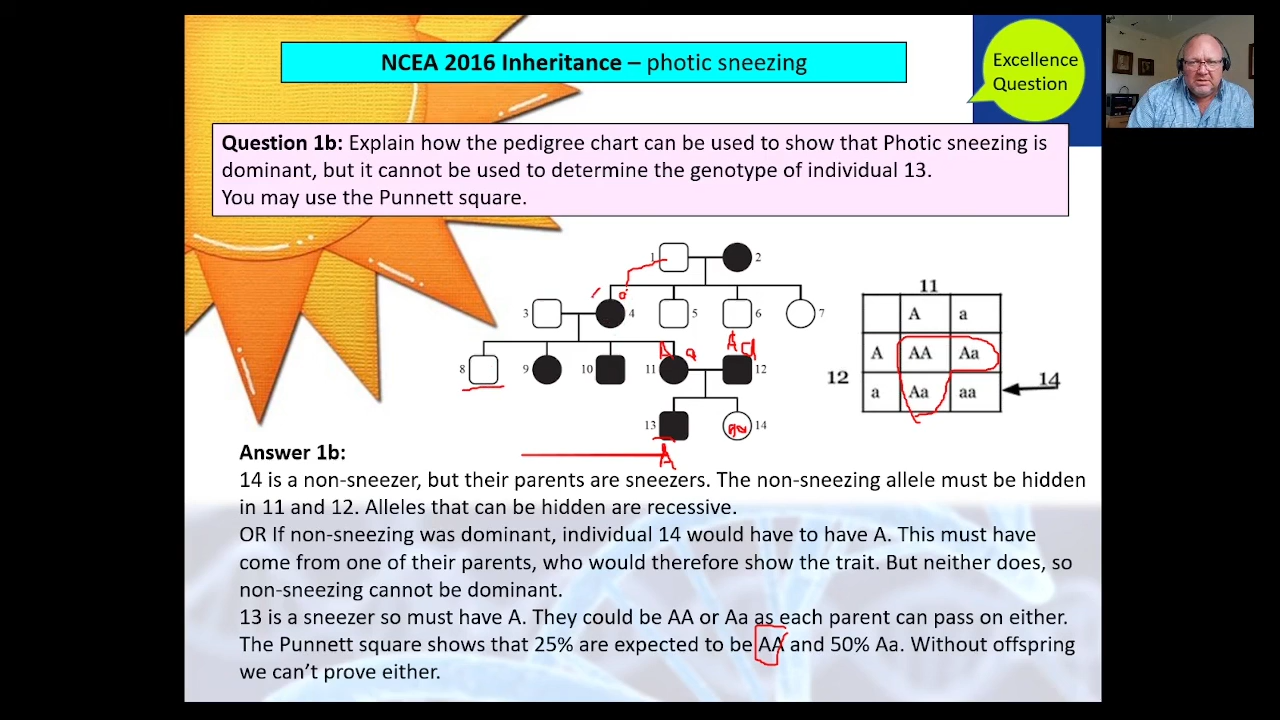 NCEA 2016 Inheritance – photic sneezing
Excellence
Question
Question 1b: Explain how the pedigree chart can be used to show that Photic sneezing is
dominant, but it cannot be used to determine the genotype of individual 13.
You may use the Punnett square.
1 2
3 4 5 6 7
A a A a
8 9 10 11 12
13 aa 14
A
11
A a
A AA Aa
12 14
a Aa aa
Answer 1b:
14 is a non-sneezer, but their parents are sneezers. The non-sneezing allele must be hidden
in 11 and 12. Alleles that can be hidden are recessive.
OR If non-sneezing was dominant, individual 14 would have to have A. This must have
come from one of their parents, who would therefore show the trait. But neither does, so
non-sneezing cannot be dominant.
13 is a sneezer so must have A. They could be AA or Aa as each parent can pass on either.
The Punnett square shows that 25% are expected to be AA and 50% Aa. Without offspring
we can't prove either.